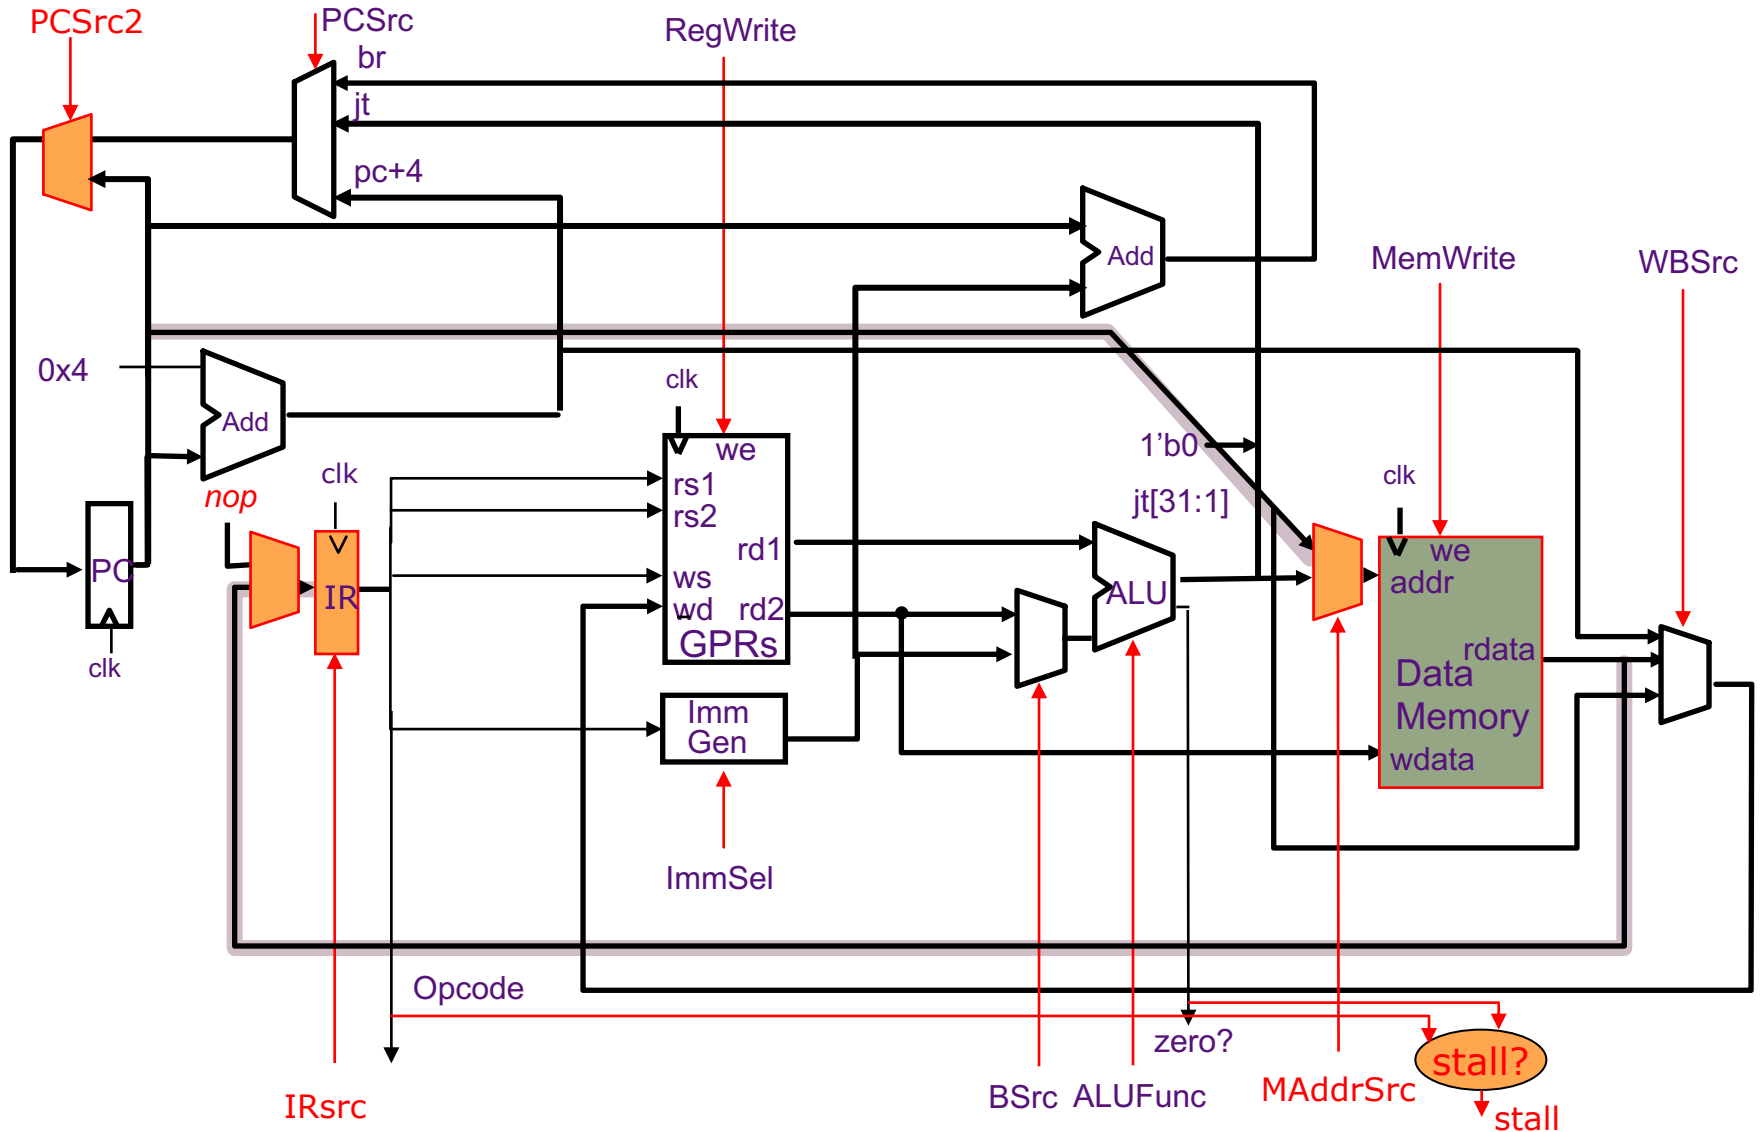 PCSrc2
PCSrc
RegWrite
br
jt
pc+4
Add
MemWrite
WBSrc
0x4
Add
clk
we
1'b0
nop
clk
rs1
rs2
jt[31:1]
clk
we
addr
rd1
PC
IR
ws
wd
rd2
ALU
GPRs
clk
rdata
Data
Memory
wdata
Imm
Gen
ImmSel
Opcode
zero?
stall?
IRsrc
BSrc
ALUFunc
MAddrSrc
stall